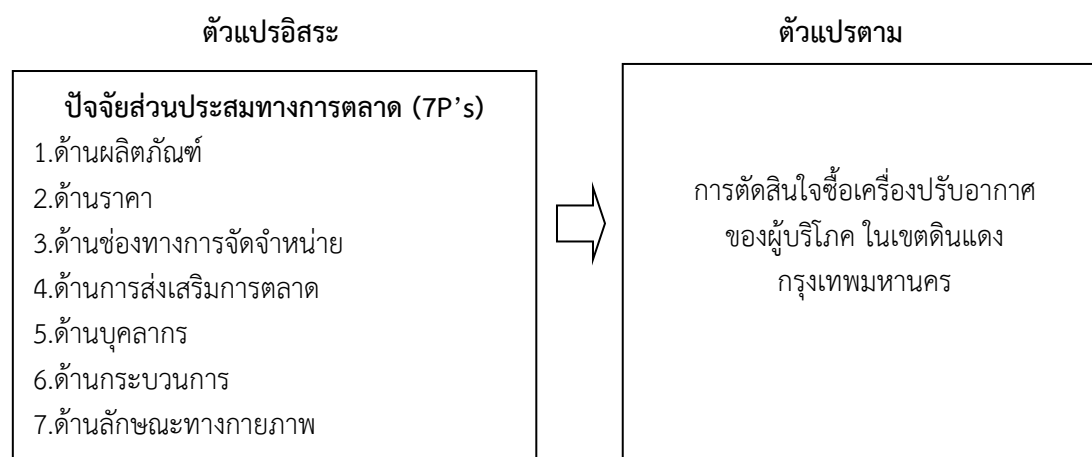 ตัวแปรอิสระ
ตัวแปรตาม
ปัจจัยส่วนประสมทางการตลาด (7P's)
1.ด้านผลิตภัณฑ์
2.ด้านราคา
3.ด้านช่องทางการจัดจำหน่าย
4.ด้านการส่งเสริมการตลาด
5.ด้านบุคลากร
6.ด้านกระบวนการ
7.ด้านลักษณะทางกายภาพ
การตัดสินใจซื้อเครื่องปรับอากาศ
ของผู้บริโภค ในเขตดินแดง
กรุงเทพมหานคร